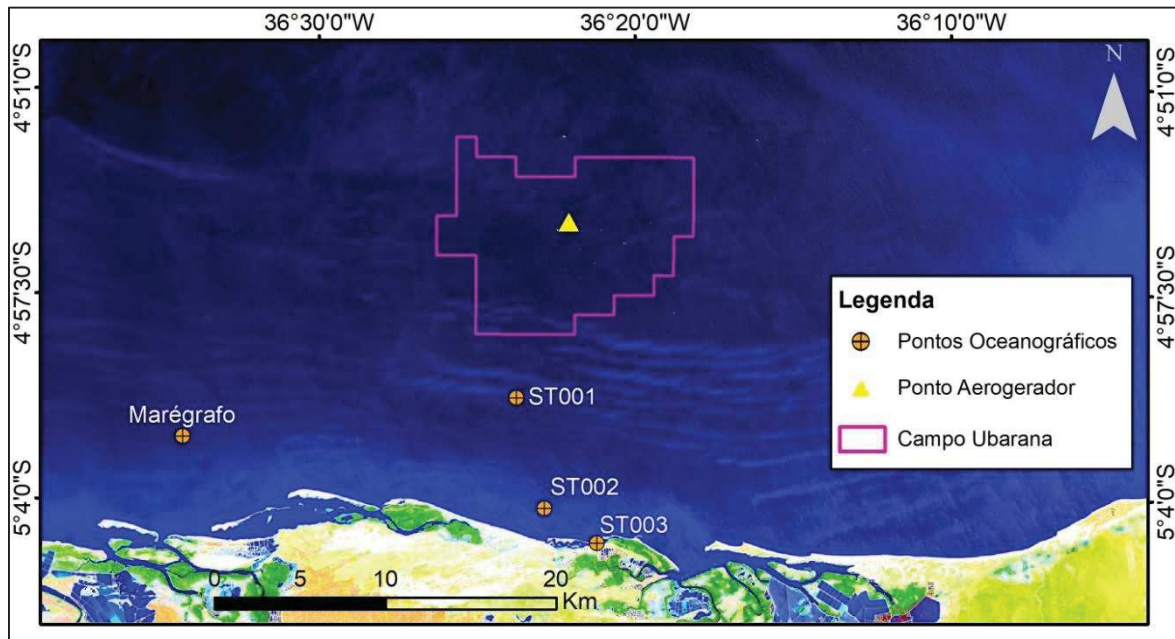 36°30'0"W
36°20'0"W
36°10'0"W
4°51'0"S
4°51'0"S
N
4°57'30"S
4°57'30"S
Legenda
Pontos Oceanográficos
Ponto Aerogerador
Campo Ubarana
ST001
Marégrafo
ST002
5°4'0"S
5°4'0"S
ST003
0 5 10 20
Km